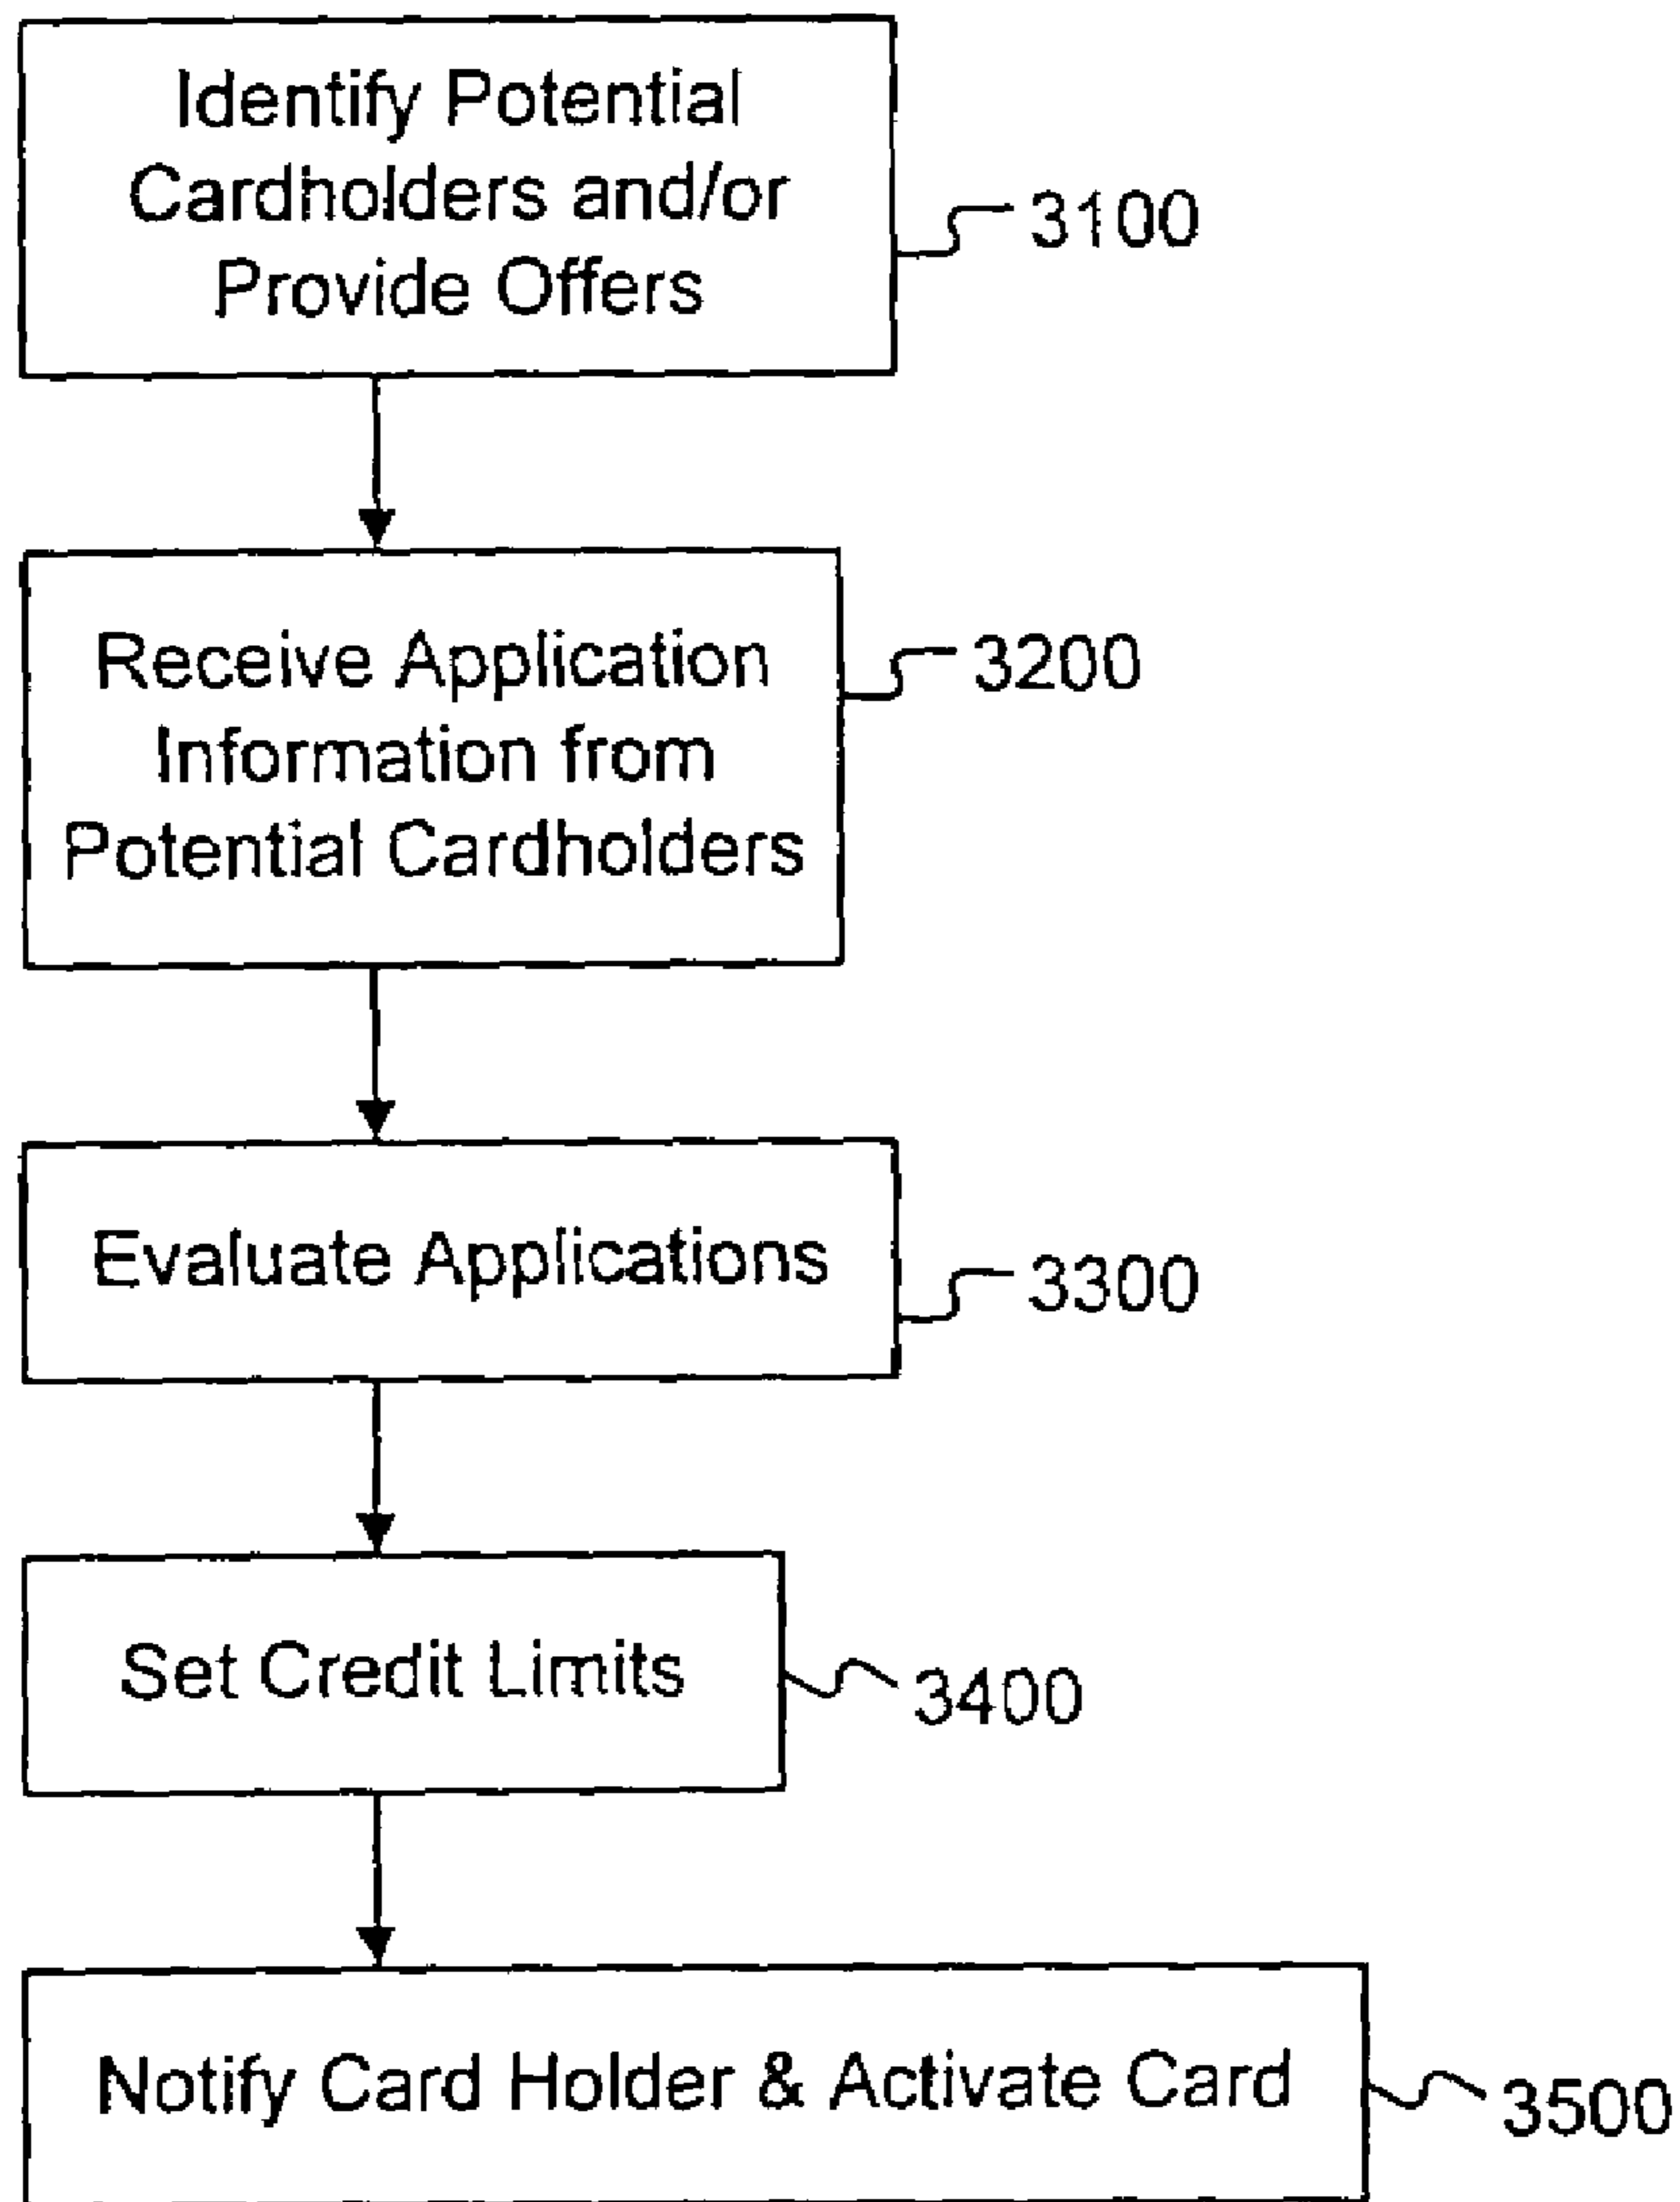 Identify Potential
Cardholders and/or
Provide Offers
3100
Receive Application
Information from
Potential Cardholders
3200
Evaluate Applications
3300
Set Credit Limits
3400
Notify Card Holder & Activate Card
3500